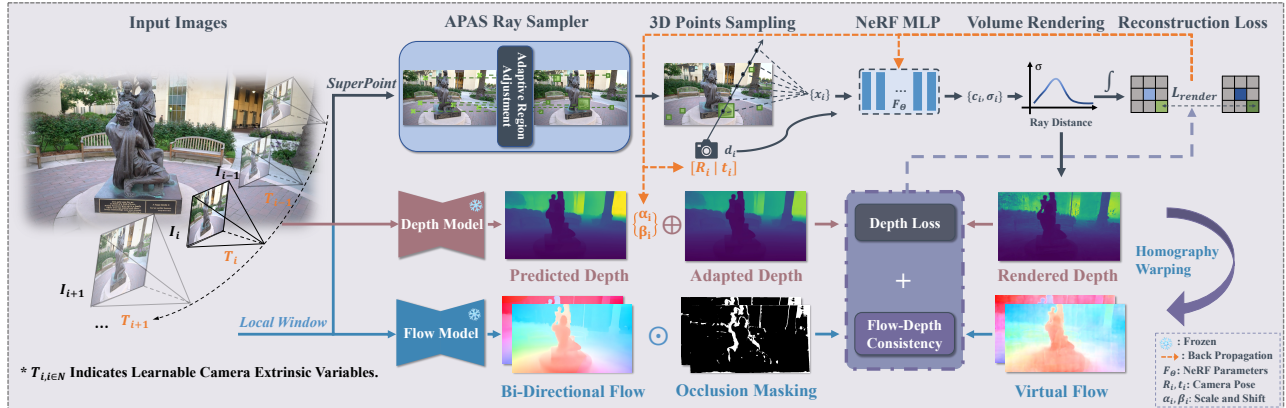 Input Images
APAS Ray Sampler
3D Points Sampling
NeRF MLP
Volume Rendering
Reconstruction Loss
SuperPoint
Adaptive Region
Adjustment
{x_i}
...
F_Θ
{c_i, σ_i}
σ
∫
Ray Distance
L_render
d_i
[R_i | t_i]
I_{i-1}
T_{i-1}
I_i
T_i
I_{i+1}
T_{i+1}
...
Depth Model
{α_i
β_i}
⊕
Depth Loss
Predicted Depth
Adapted Depth
Rendered Depth
Homography
Warping
+
Local Window
Flow Model
⊙
Flow-Depth
Consistency
Bi-Directional Flow
Occlusion Masking
Virtual Flow
* T_{i,i∈N} Indicates Learnable Camera Extrinsic Variables.
: Frozen
: Back Propagation
F_Θ: NeRF Parameters
R_i, t_i: Camera Pose
α_i, β_i: Scale and Shift